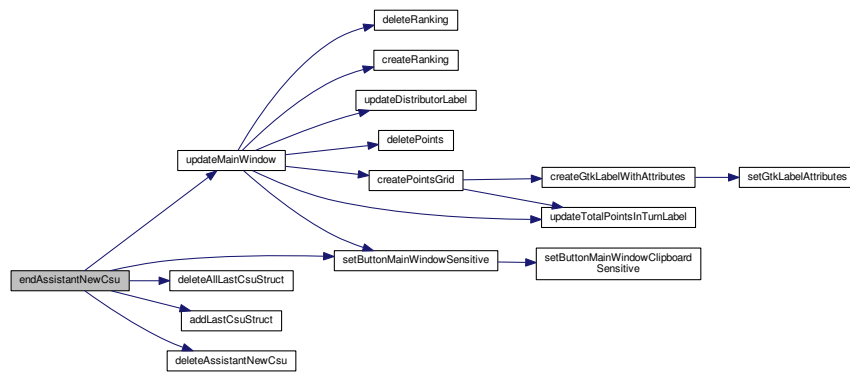 deleteRanking
createRanking
updateDistributorLabel
deletePoints
updateMainWindow
createPointsGrid
createGtkLabelWithAttributes
setGtkLabelAttributes
updateTotalPointsInTurnLabel
setButtonMainWindowSensitive
setButtonMainWindowClipboard
Sensitive
endAssistantNewCsu
deleteAllLastCsuStruct
addLastCsuStruct
deleteAssistantNewCsu